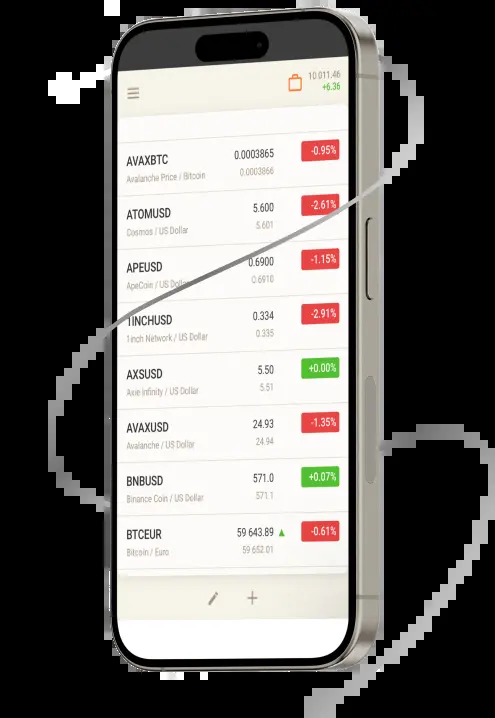 10 011.46
+6.36
AVAXBTC 0.0003865 -0.95%
Avalanche Price / Bitcoin 0.0003866
ATOMUSD 5.600 -2.61%
Cosmos / US Dollar 5.601
APEUSD 0.6900 -1.15%
ApeCoin / US Dollar 0.6910
1INCHUSD 0.334 -2.91%
1inch Network / US Dollar 0.335
AXSUSD 5.50 +0.00%
Axie Infinity / US Dollar 5.51
AVAXUSD 24.93 -1.35%
Avalanche / US Dollar 24.94
BNBUSD 571.0 +0.07%
Binance Coin / US Dollar 571.1
BTCEUR 59 643.89 ▲ -0.61%
Bitcoin / Euro 59 652.01